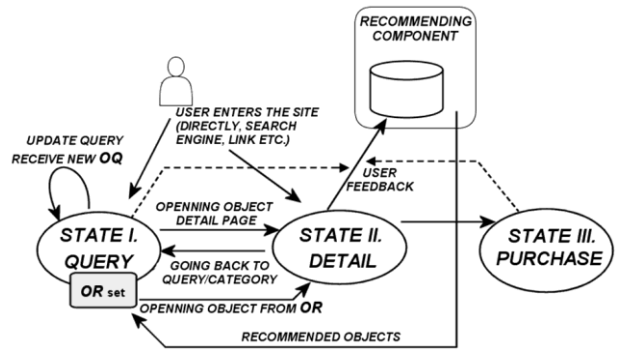 RECOMMENDING
COMPONENT
USER ENTERS THE SITE
(DIRECTLY, SEARCH
ENGINE, LINK ETC.)
UPDATE QUERY
RECEIVE NEW OQ
USER
FEEDBACK
OPENNING OBJECT
DETAIL PAGE
STATE I.
QUERY
STATE II.
DETAIL
STATE III.
PURCHASE
GOING BACK TO
QUERY/CATEGORY
OR set
OPENNING OBJECT FROM OR
RECOMMENDED OBJECTS